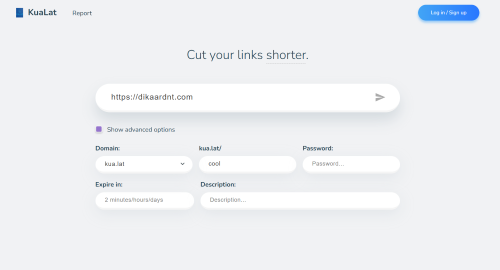 KuaLat
Report
Log in / Sign up
Cut your links shorter.
https://dikaardnt.com
Show advanced options
Domain:
kua.lat/
Password:
kua.lat
cool
Password...
Expire in:
Description:
2 minutes/hours/days
Description...